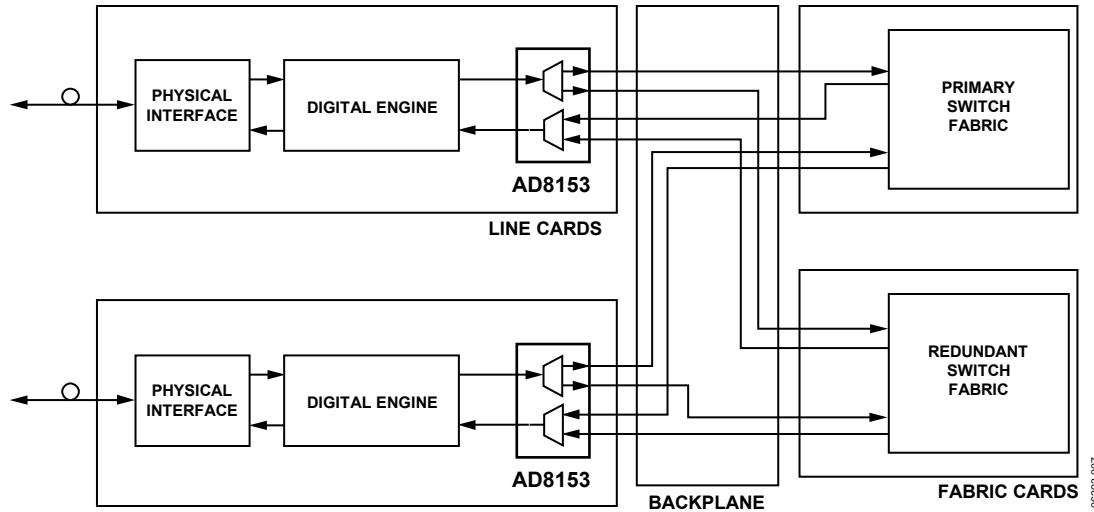 PHYSICAL
INTERFACE
DIGITAL ENGINE
AD8153
LINE CARDS
PRIMARY
SWITCH
FABRIC
PHYSICAL
INTERFACE
DIGITAL ENGINE
AD8153
BACKPLANE
REDUNDANT
SWITCH
FABRIC
FABRIC CARDS